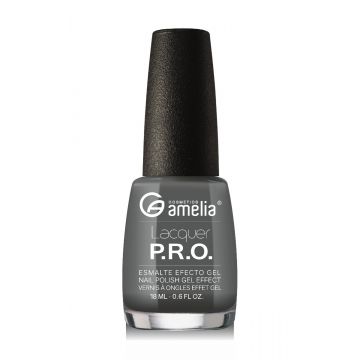 COSMETICS
amelia
Lacquer
P.R.O.
ESMALTE EFECTO GEL
NAIL POLISH GEL EFFECT
VERNIS À ONGLES EFFET GEL
18 ML - 0.6 FL OZ.